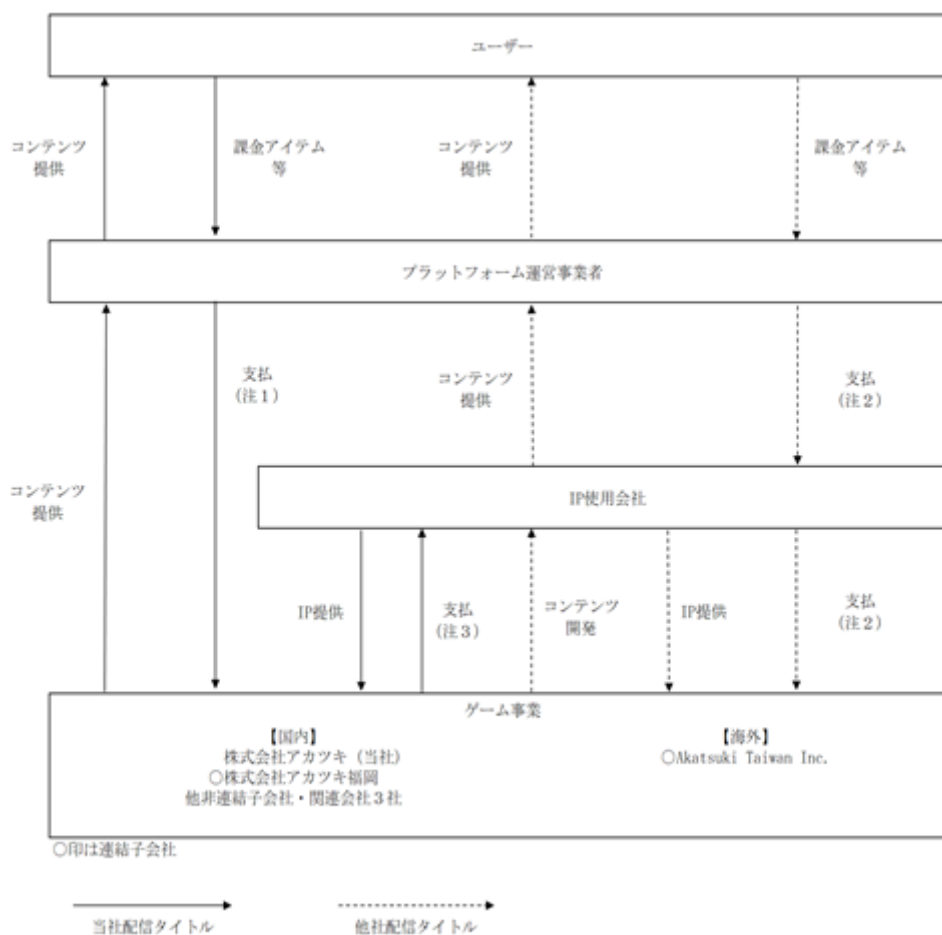 ユーザー
コンテンツ
提供
課金アイテム
等
コンテンツ
提供
課金アイテム
等
プラットフォーム運営事業者
支払
(注１)
コンテンツ
提供
支払
(注２)
コンテンツ
提供
IP使用会社
IP提供
支払
(注３)
コンテンツ
開発
IP提供
支払
(注２)
ゲーム事業
【国内】
株式会社アカツキ（当社）
○株式会社アカツキ福岡
他非連結子会社・関連会社３社
【海外】
○Akatsuki Taiwan Inc.
○印は連結子会社
当社配信タイトル
他社配信タイトル